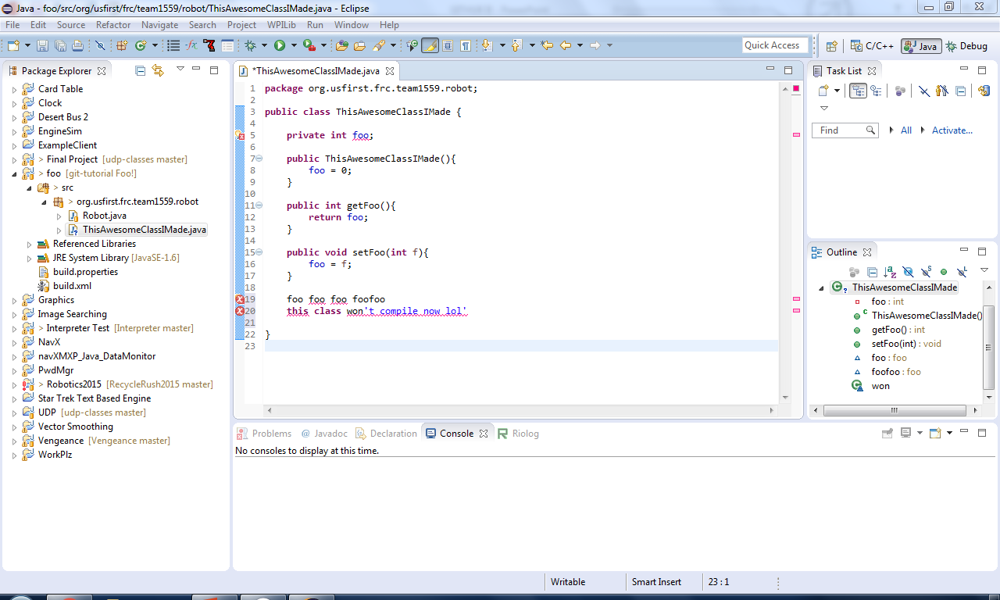 Java - foo/src/org/usfirst/frc/team1559/robot/ThisAwesomeClassIMade.java - Eclipse
File Edit Source Refactor Navigate Search Project WPILib Run Window Help
Quick Access C/C++ Java Debug
Package Explorer
Card Table
Clock
Desert Bus 2
EngineSim
ExampleClient
> Final Project [udp-classes master]
> foo [git-tutorial Foo!]
> src
> org.usfirst.frc.team1559.robot
Robot.java
ThisAwesomeClassIMade.java
Referenced Libraries
JRE System Library [JavaSE-1.6]
build.properties
build.xml
Graphics
Image Searching
> Interpreter Test [Interpreter master]
NavX
navXMXP_Java_DataMonitor
PwdMgr
> Robotics2015 [RecycleRush2015 master]
Star Trek Text Based Engine
UDP [udp-classes master]
Vector Smoothing
Vengeance [Vengeance master]
WorkPlz
*ThisAwesomeClassIMade.java
1 package org.usfirst.frc.team1559.robot;
2
3 public class ThisAwesomeClassIMade {
4
5 private int foo;
6
7 public ThisAwesomeClassIMade(){
8 foo = 0;
9 }
10
11 public int getFoo(){
12 return foo;
13 }
14
15 public void setFoo(int f){
16 foo = f;
17 }
18
19 foo foo foo foofoo
20 this class won't compile now lol'
21
22 }
23
Task List
Find All Activate...
Outline
ThisAwesomeClassIMade
foo : int
ThisAwesomeClassIMade()
getFoo() : int
setFoo(int) : void
foo : foo
foofoo : foo
won
Problems @ Javadoc Declaration Console Riolog
No consoles to display at this time.
Writable Smart Insert 23 : 1